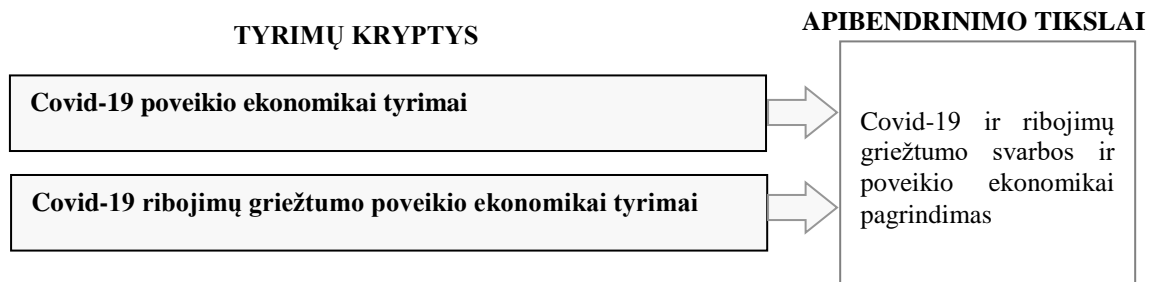 TYRIMŲ KRYPTYS
APIBENDRINIMO TIKSLAI
Covid-19 poveikio ekonomikai tyrimai
Covid-19 ribojimų griežtumo poveikio ekonomikai tyrimai
Covid-19 ir ribojimų
griežtumo svarbos ir
poveikio ekonomikai
pagrindimas